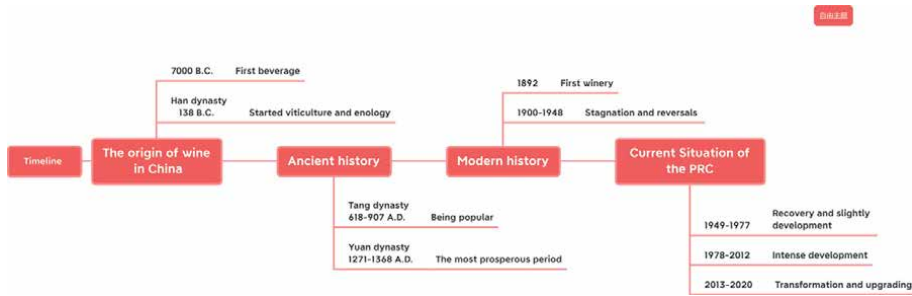 自由主题
7000 B.C. First beverage
Han dynasty
138 B.C. Started viticulture and enology
Timeline
The origin of wine
in China
Ancient history
Tang dynasty
618-907 A.D. Being popular
Yuan dynasty
1271-1368 A.D. The most prosperous period
Modern history
1892 First winery
1900-1948 Stagnation and reversals
Current Situation of
the PRC
1949-1977 Recovery and slightly
development
1978-2012 Intense development
2013-2020 Transformation and upgrading